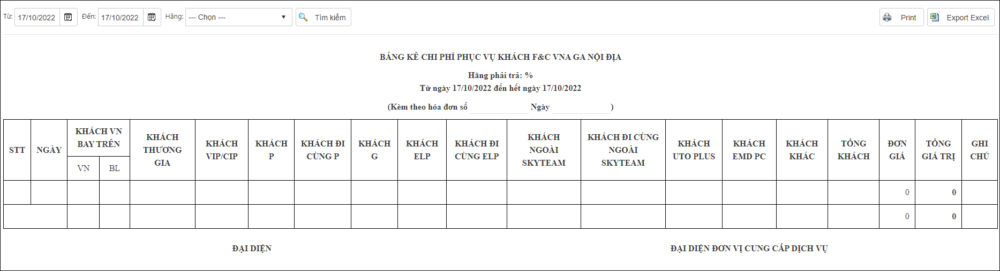 Từ: 17/10/2022 Đến: 17/10/2022 Hãng: --- Chọn --- Tìm kiếm Print Export Excel
BẢNG KÊ CHI PHÍ PHỤC VỤ KHÁCH F&C VNA GA NỘI ĐỊA
Hãng phải trả: %
Từ ngày 17/10/2022 đến hết ngày 17/10/2022
(Kèm theo hóa đơn số Ngày )
STT
NGÀY
KHÁCH VN
BAY TRÊN
VN BL
KHÁCH
THƯƠNG
GIA
KHÁCH
VIP/CIP
KHÁCH
P
KHÁCH ĐI
CÙNG P
KHÁCH
G
KHÁCH
ELP
KHÁCH ĐI
CÙNG ELP
KHÁCH
NGOÀI
SKYTEAM
KHÁCH ĐI CÙNG
NGOÀI
SKYTEAM
KHÁCH
UTO PLUS
KHÁCH
EMD PC
KHÁCH
KHÁC
TỔNG
KHÁCH
ĐƠN
GIÁ
TỔNG
GIÁ TRỊ
GHI
CHÚ
0 0
0 0
ĐẠI DIỆN ĐẠI DIỆN ĐƠN VỊ CUNG CẤP DỊCH VỤ